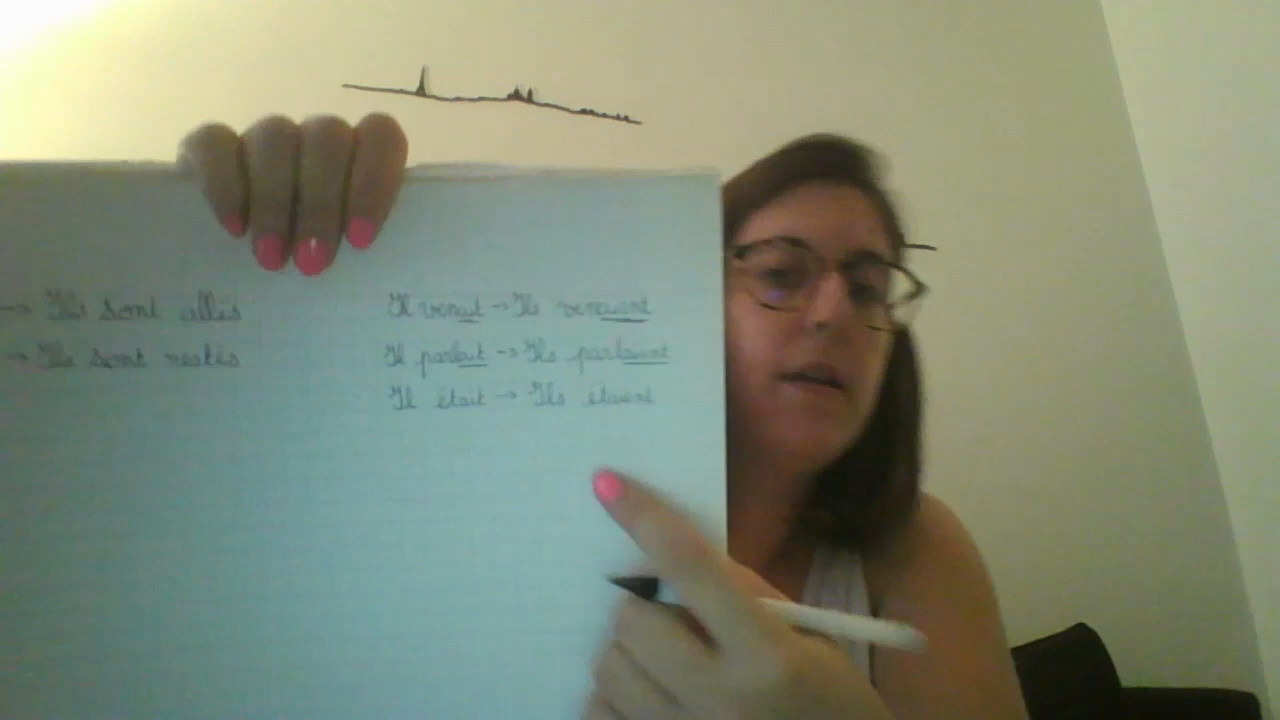 → Ils sont allés
→ Ils sont restés
Il venait → Ils venaient
Il parlait → Ils parlaient
Il était → Ils étaient